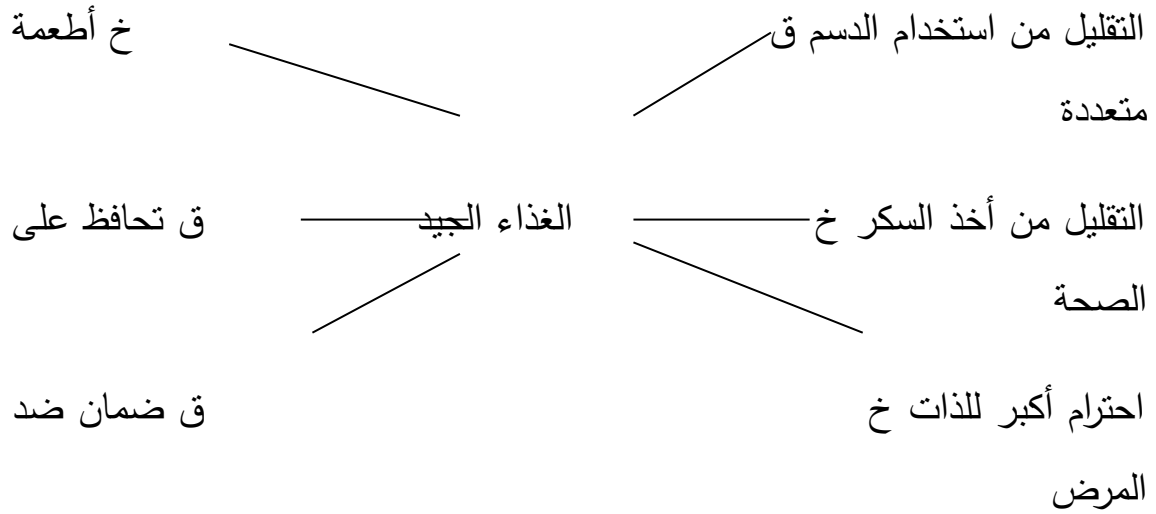 التقليل من استخدام الدسم ق خ أطعمة
متعددة
التقليل من أخذ السكر خ الغذاء الجيد ق تحافظ على
الصحة
احترام أكبر للذات خ ق ضمان ضد
المرض